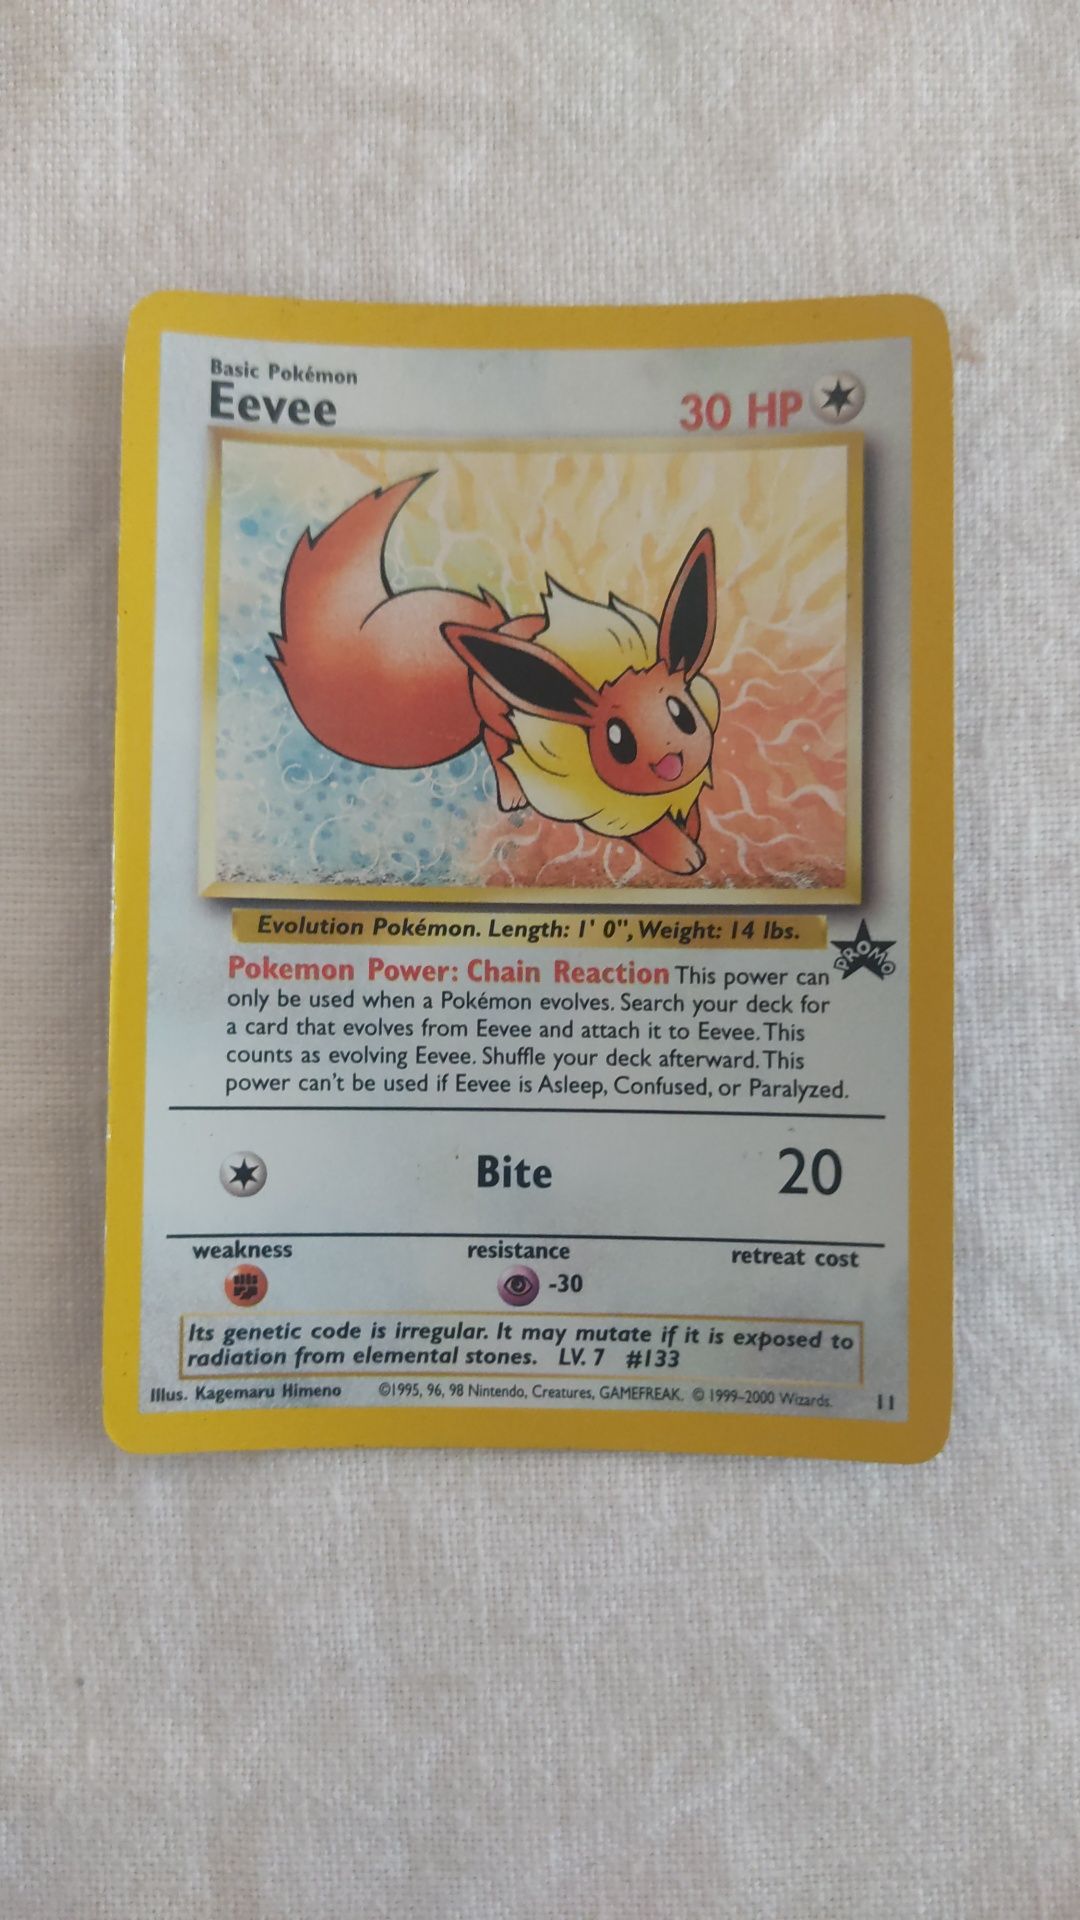 Basic Pokémon
Eevee
30 HP
Evolution Pokémon. Length: 1' 0", Weight: 14 lbs.
PROMO
Pokemon Power: Chain Reaction This power can
only be used when a Pokémon evolves. Search your deck for
a card that evolves from Eevee and attach it to Eevee. This
counts as evolving Eevee. Shuffle your deck afterward. This
power can't be used if Eevee is Asleep, Confused, or Paralyzed.
Bite 20
weakness resistance retreat cost
-30
Its genetic code is irregular. It may mutate if it is exposed to
radiation from elemental stones. LV. 7 #133
Illus. Kagemaru Himeno ©1995, 96, 98 Nintendo, Creatures, GAMEFREAK. © 1999-2000 Wizards. 11